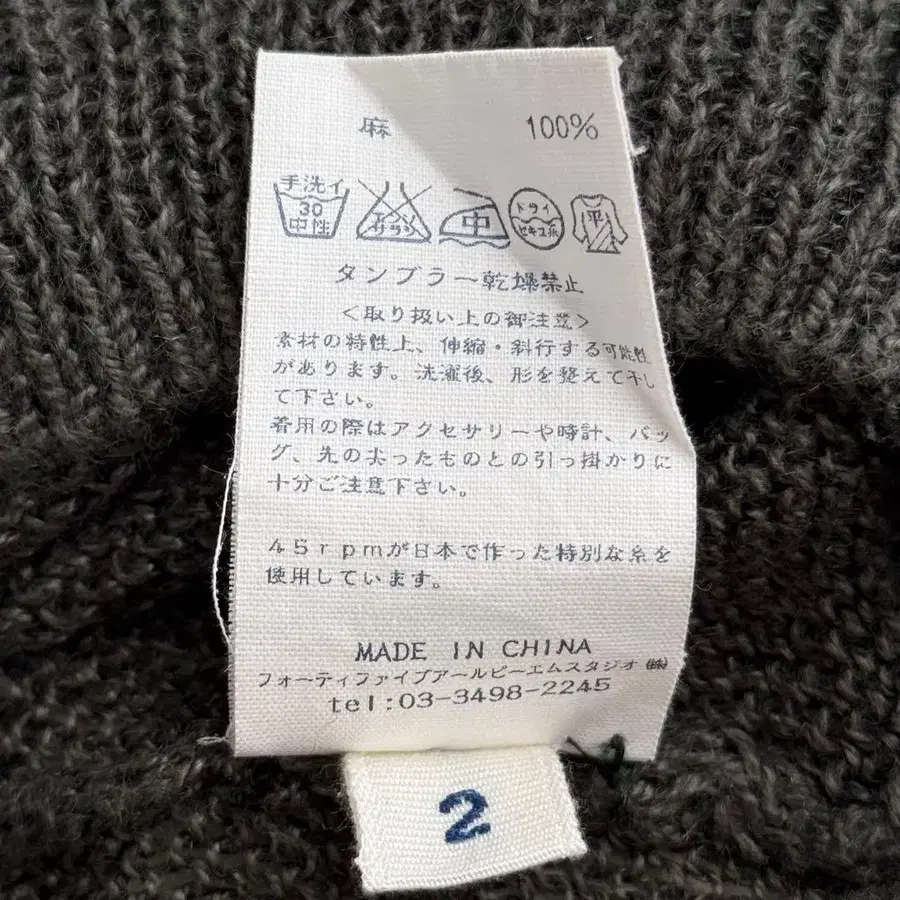 麻 100%
手洗イ
30
中性
エンソサラシ
中
ドライ
セキユ系
平
タンブラー乾燥禁止
<取り扱い上の御注意>
素材の特性上、伸縮・斜行する可能性
があります。洗濯後、形を整えて干し
て下さい。
着用の際はアクセサリーや時計、バッ
グ、先の尖ったものとの引っ掛かりに
十分ご注意下さい。
45rpmが日本で作った特別な糸を
使用しています。
MADE IN CHINA
フォーティファイブアールピーエムスタジオ㈱
tel:03-3498-2245
2